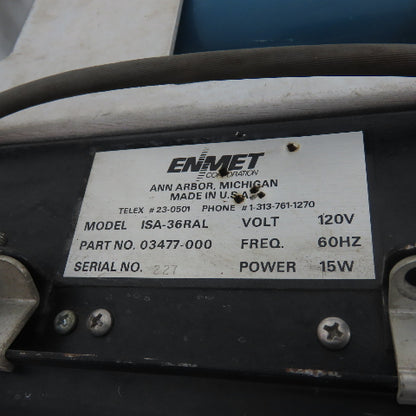 ENMET
CORPORATION
ANN ARBOR, MICHIGAN
MADE IN U.S.A.
TELEX # 23-0501 PHONE # 1-313-761-1270
MODEL ISA-36RAL VOLT 120V
PART NO. 03477-000 FREQ. 60HZ
SERIAL NO. 227 POWER 15W